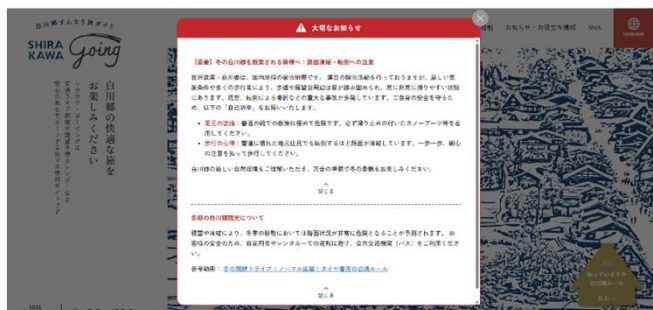 白川郷すんなり旅ガイド
SHIRA
KAWA Going
白川郷の快適な旅を
お楽しみください
お知らせ・お役立ち情報
SNS
Language
大切なお知らせ
【重要】冬の白川郷を散策される皆様へ:路面凍結・転倒への注意
世界遺産・白川郷は、国内屈指の豪雪地帯です。連日の除雪活動を行っておりますが、厳しい気
象条件や多くの歩行者により、歩道や展望台周辺は雪が踏み固められ、非常に滑りやすい状態
にあります。現在、転倒による骨折などの重大な事故が多発しています。ご自身の安全を守るた
め、以下の「自己防衛」をお願いいたします。
足元の装備:普通の靴での散策は極めて危険です。必ず滑り止めの付いたスノーブーツ等を着
用してください。
歩行の心得:雪道に慣れた地元住民でも転倒するほど路面が凍結しています。一歩一歩、細心
の注意を払って歩行してください。
白川郷の厳しい自然環境をご理解いただき、万全の準備で冬の景観をお楽しみください。
閉じる
冬期の白川郷観光について
積雪や凍結により、冬季の移動においては路面状況が非常に危険となることが予測されます。お
客様の安全のため、自家用車やレンタカーでの運転は避け、公共交通機関(バス)をご利用くださ
い。
参考動画:冬の飛騨ドライブ|ノーマル厳禁|タイヤ着用の必須ルール
閉じる
知っていますか
白川郷ルール